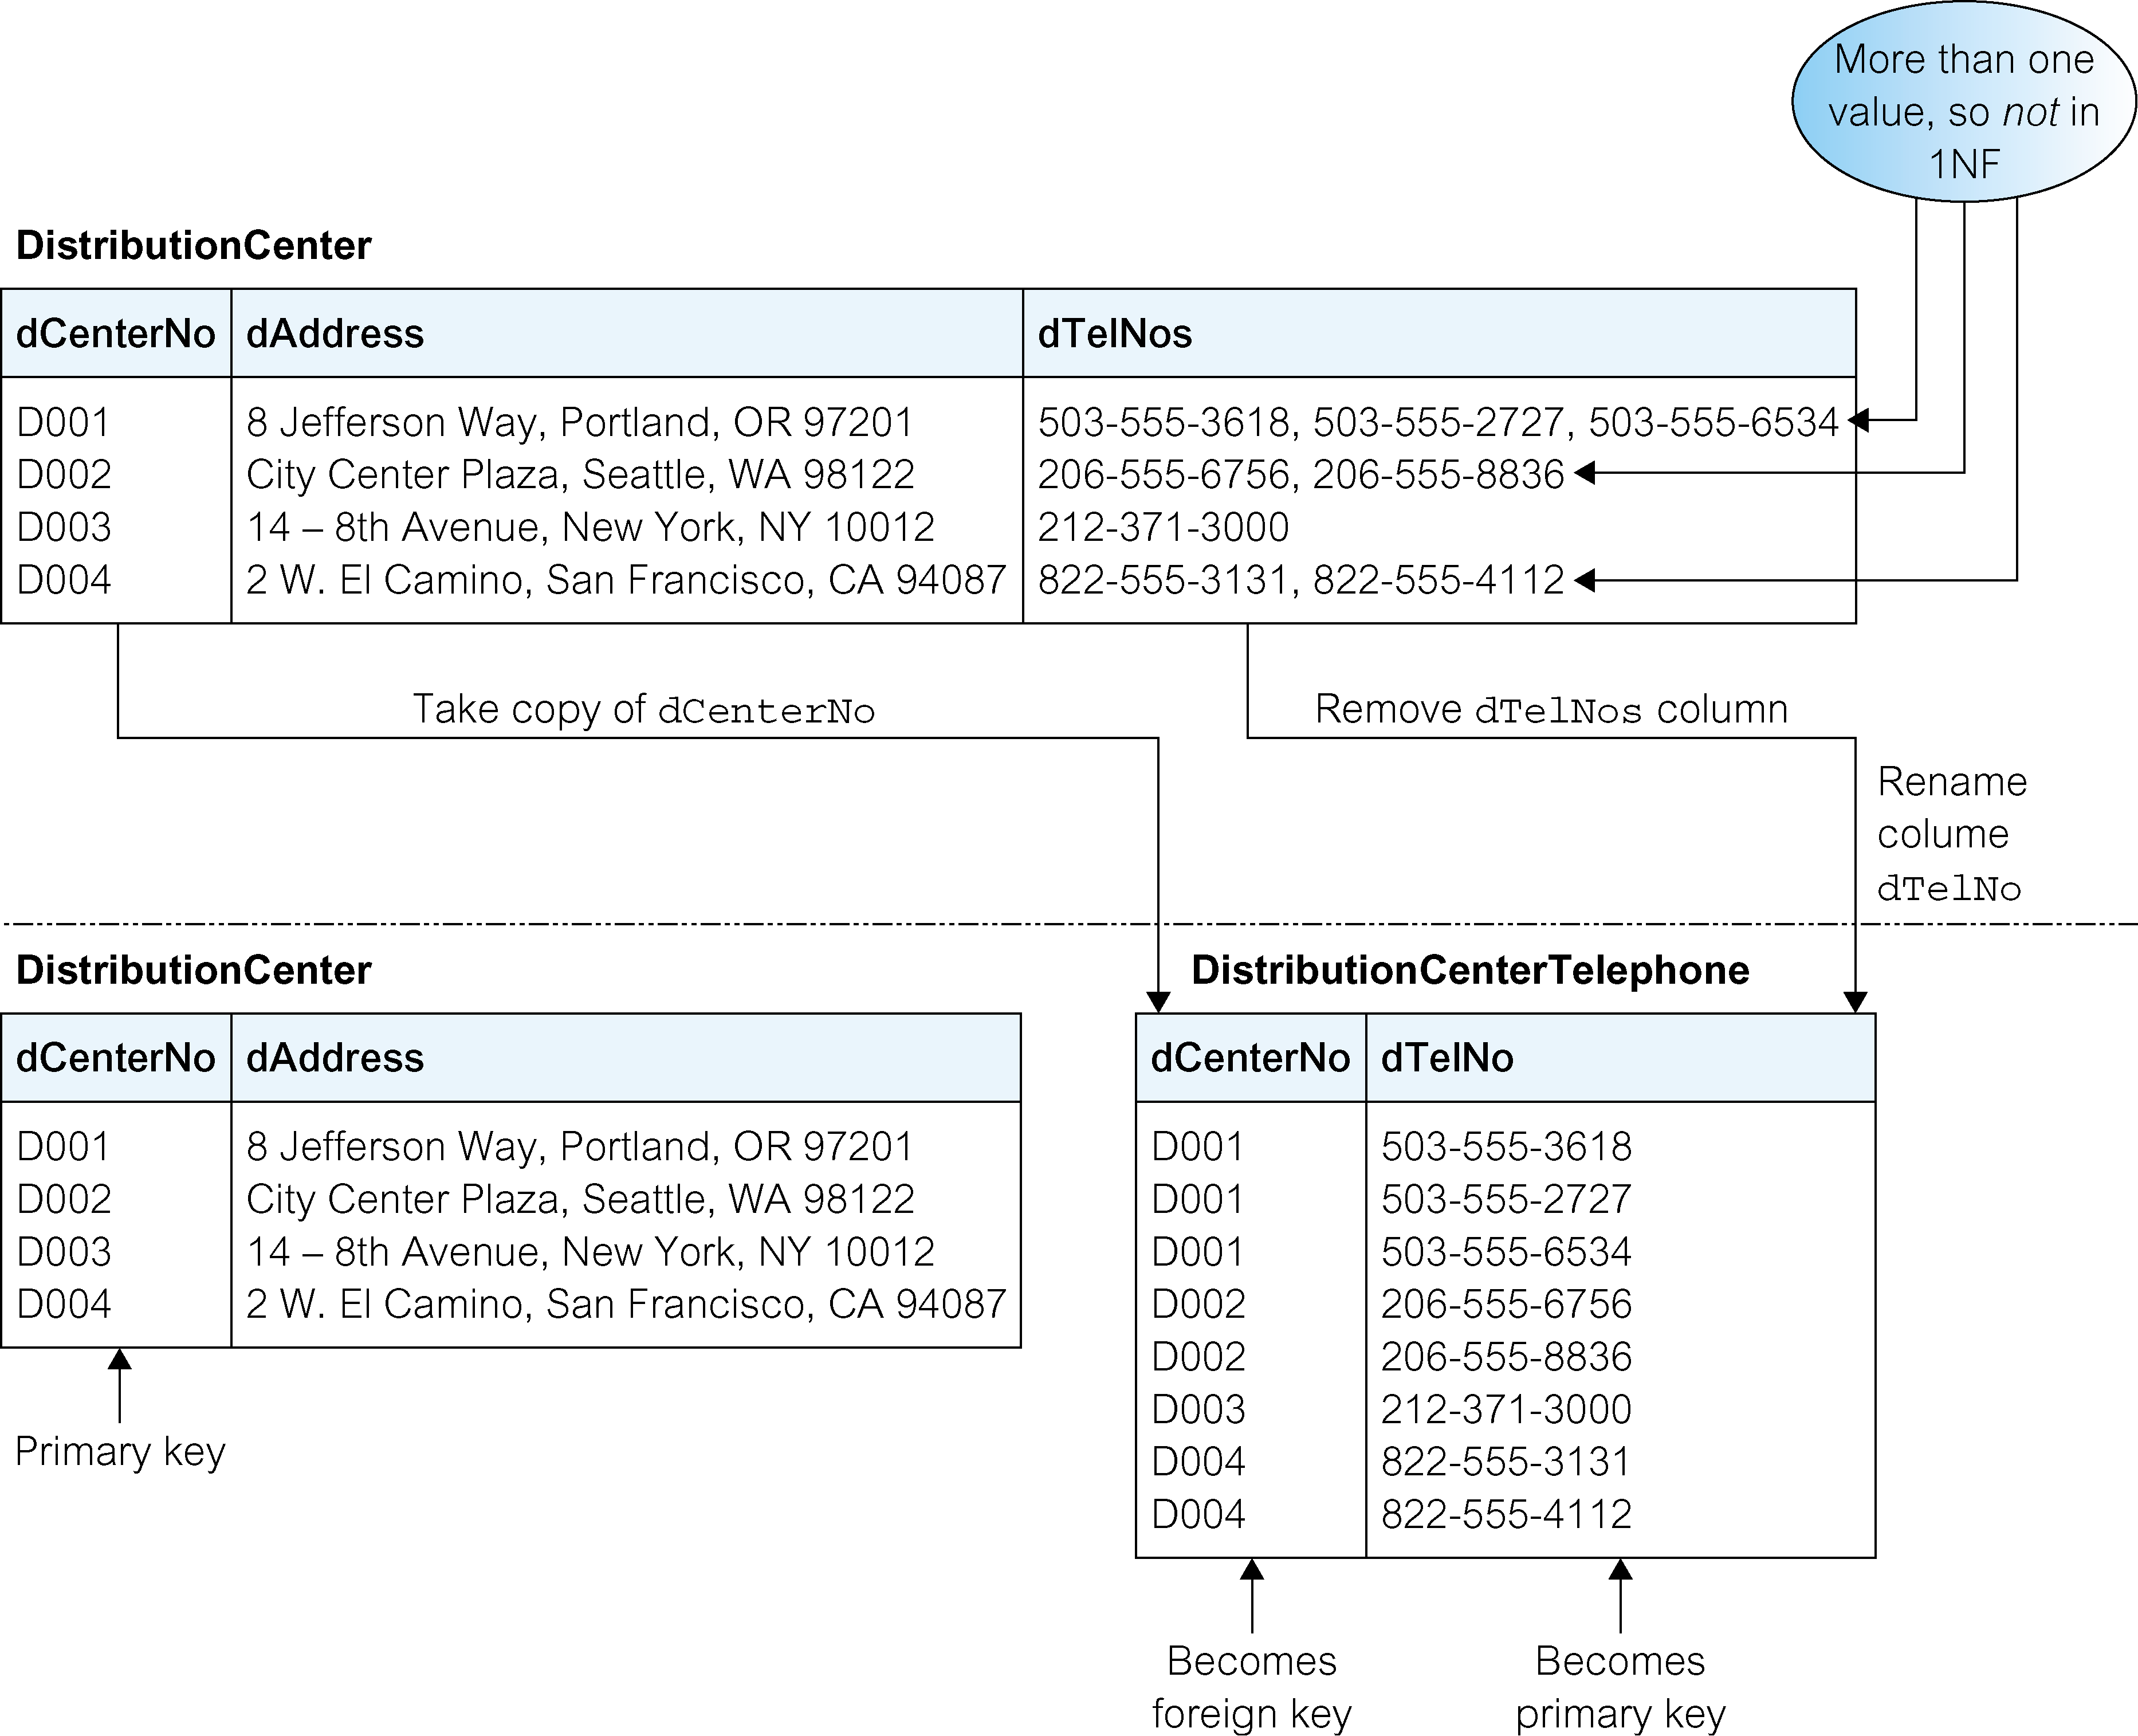 More than one
value, so not in
1NF
DistributionCenter
dCenterNo dAddress dTelNos
D001 8 Jefferson Way, Portland, OR 97201 503-555-3618, 503-555-2727, 503-555-6534
D002 City Center Plaza, Seattle, WA 98122 206-555-6756, 206-555-8836
D003 14 – 8th Avenue, New York, NY 10012 212-371-3000
D004 2 W. El Camino, San Francisco, CA 94087 822-555-3131, 822-555-4112
Take copy of dCenterNo
Remove dTelNos column
Rename
colume
dTelNo
DistributionCenter
dCenterNo dAddress
D001 8 Jefferson Way, Portland, OR 97201
D002 City Center Plaza, Seattle, WA 98122
D003 14 – 8th Avenue, New York, NY 10012
D004 2 W. El Camino, San Francisco, CA 94087
Primary key
DistributionCenterTelephone
dCenterNo dTelNo
D001 503-555-3618
D001 503-555-2727
D001 503-555-6534
D002 206-555-6756
D002 206-555-8836
D003 212-371-3000
D004 822-555-3131
D004 822-555-4112
Becomes
foreign key
Becomes
primary key